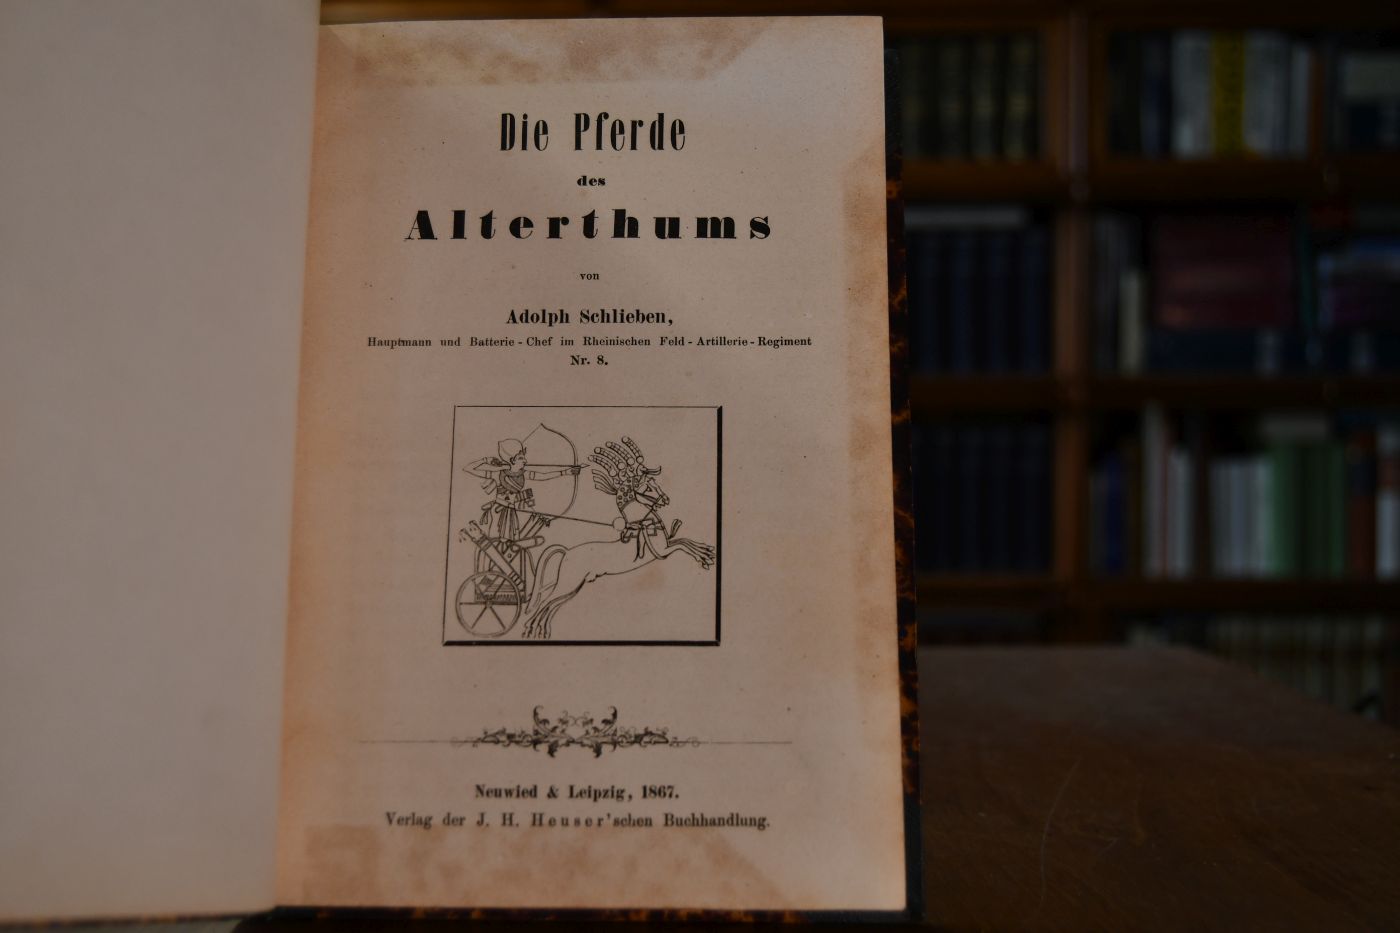 Die Pferde
des
Alterthums
von
Adolph Schlieben,
Hauptmann und Batterie-Chef im Rheinischen Feld-Artillerie-Regiment
Nr. 8.
Neuwied & Leipzig, 1867.
Verlag der J. H. Heuser'schen Buchhandlung.